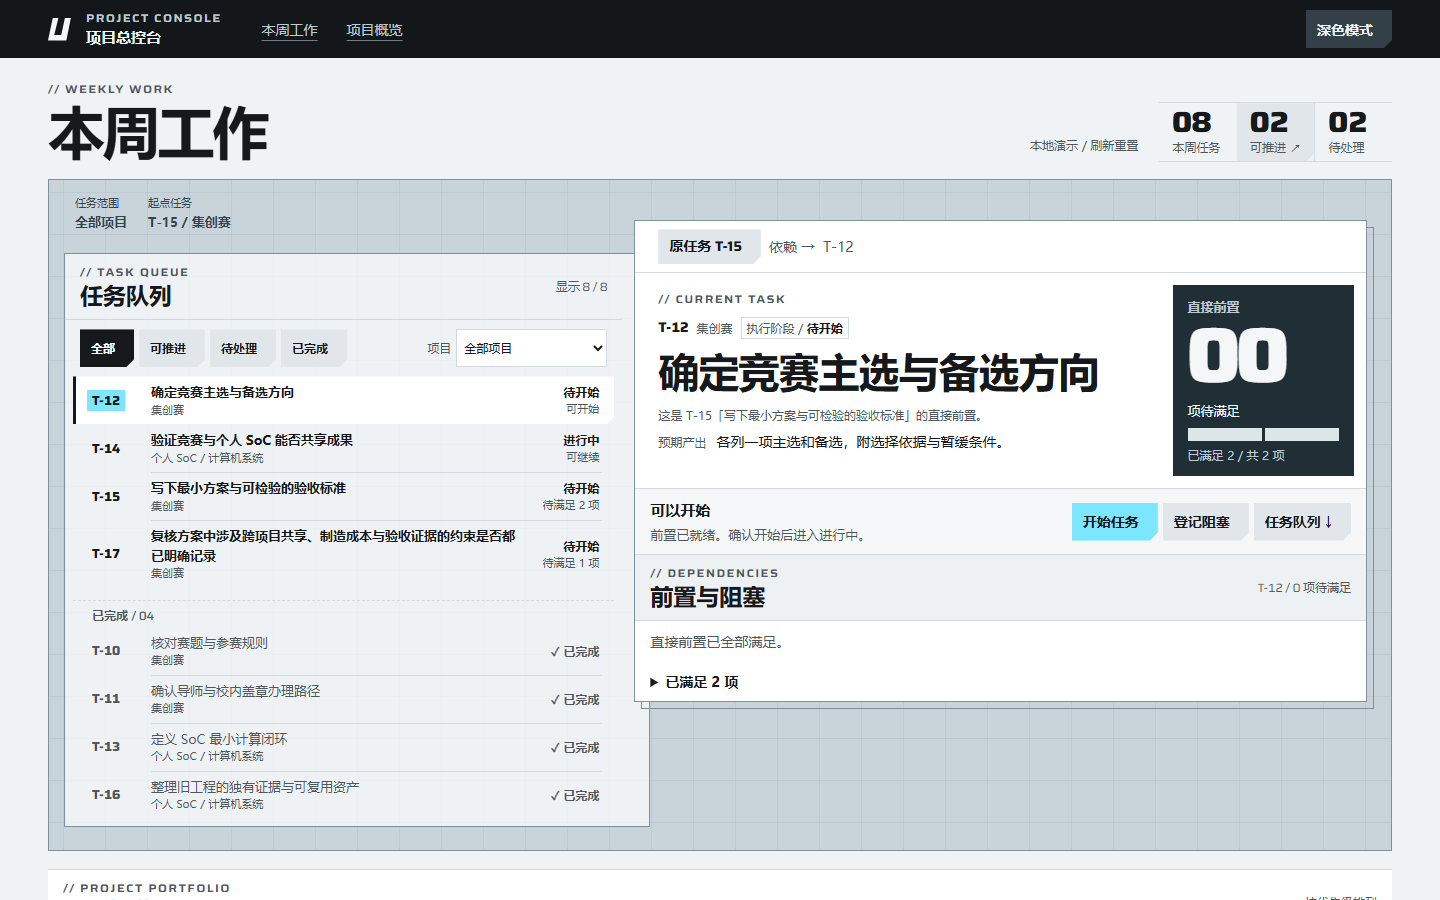 PROJECT CONSOLE
项目总控台
本周工作
项目概览
深色模式
// WEEKLY WORK
本周工作
本地演示 / 刷新重置
08
本周任务
02
可推进 ↗
02
待处理
任务范围
全部项目
起点任务
T-15 / 集创赛
// TASK QUEUE
任务队列
显示 8 / 8
全部
可推进
待处理
已完成
项目
全部项目
T-12
确定竞赛主选与备选方向
集创赛
待开始
可开始
T-14
验证竞赛与个人 SoC 能否共享成果
个人 SoC / 计算机系统
进行中
可继续
T-15
写下最小方案与可检验的验收标准
集创赛
待开始
待满足 2 项
T-17
复核方案中涉及跨项目共享、制造成本与验收证据的约束是否都
已明确记录
集创赛
待开始
待满足 1 项
已完成 / 04
T-10
核对赛题与参赛规则
集创赛
✓ 已完成
T-11
确认导师与校内盖章办理路径
集创赛
✓ 已完成
T-13
定义 SoC 最小计算闭环
个人 SoC / 计算机系统
✓ 已完成
T-16
整理旧工程的独有证据与可复用资产
个人 SoC / 计算机系统
✓ 已完成
原任务 T-15
依赖 → T-12
// CURRENT TASK
T-12 集创赛 执行阶段 / 待开始
确定竞赛主选与备选方向
这是 T-15「写下最小方案与可检验的验收标准」的直接前置。
预期产出 各列一项主选和备选，附选择依据与暂缓条件。
直接前置
00
项待满足
已满足 2 / 共 2 项
可以开始
前置已就绪。确认开始后进入进行中。
开始任务
登记阻塞
任务队列 ↓
// DEPENDENCIES
前置与阻塞
T-12 / 0 项待满足
直接前置已全部满足。
▶ 已满足 2 项
// PROJECT PORTFOLIO